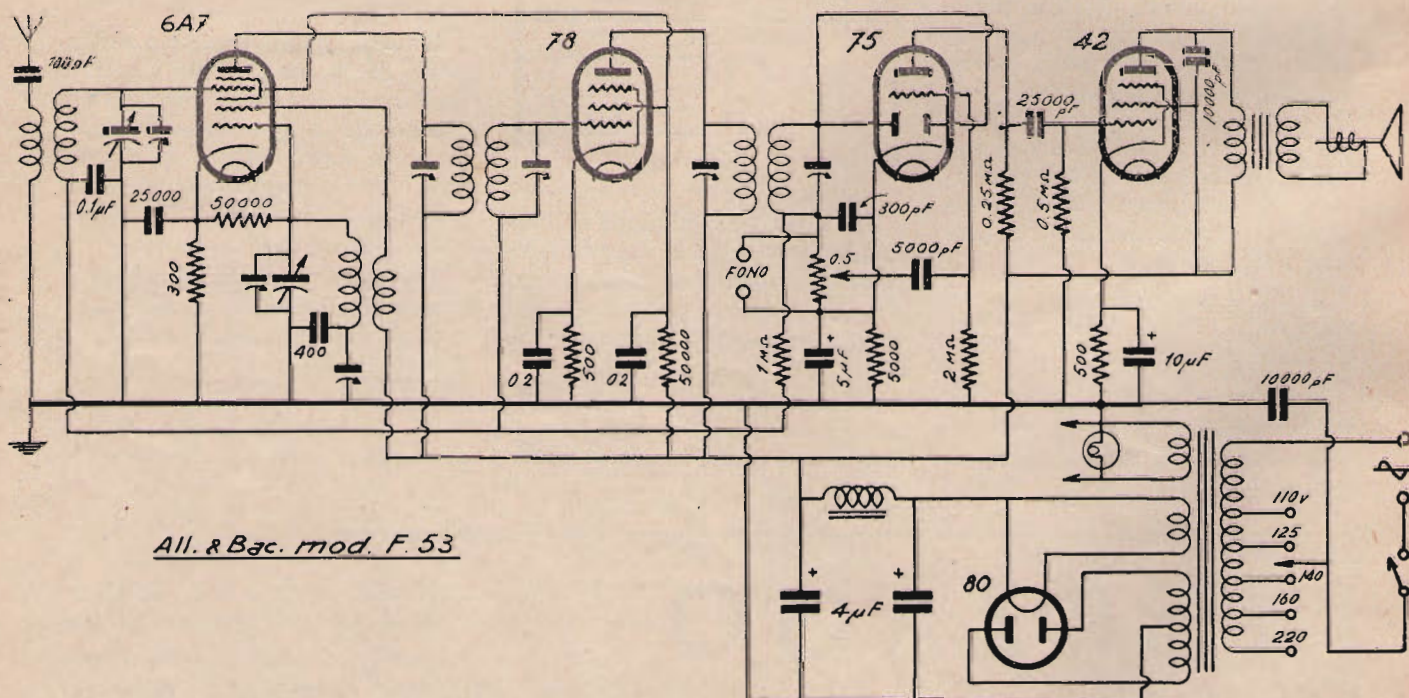 6A7
78
75
42
100pF
0.1µF
25000
50000
300
400
02
500
02
50000
FONO
0.5
300pF
5000pF
1MΩ
5µF
+
5000
2MΩ
0.25MΩ
25000pF
0.5MΩ
500
+
10µF
10000pF
10000pF
All. & Bac. mod. F. 53
+
4µF
+
80
110v
125
140
160
220